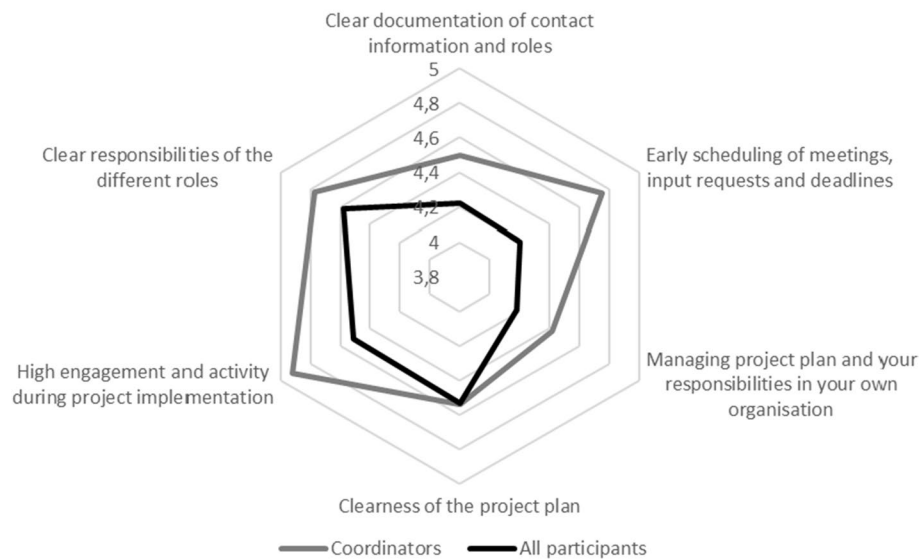 Clear documentation of contact
information and roles
5
4,8
4,6
4,4
4,2
4
3,8
Early scheduling of meetings,
input requests and deadlines
Managing project plan and your
responsibilities in your own
organisation
Clearness of the project plan
High engagement and activity
during project implementation
Clear responsibilities of the
different roles
Coordinators
All participants